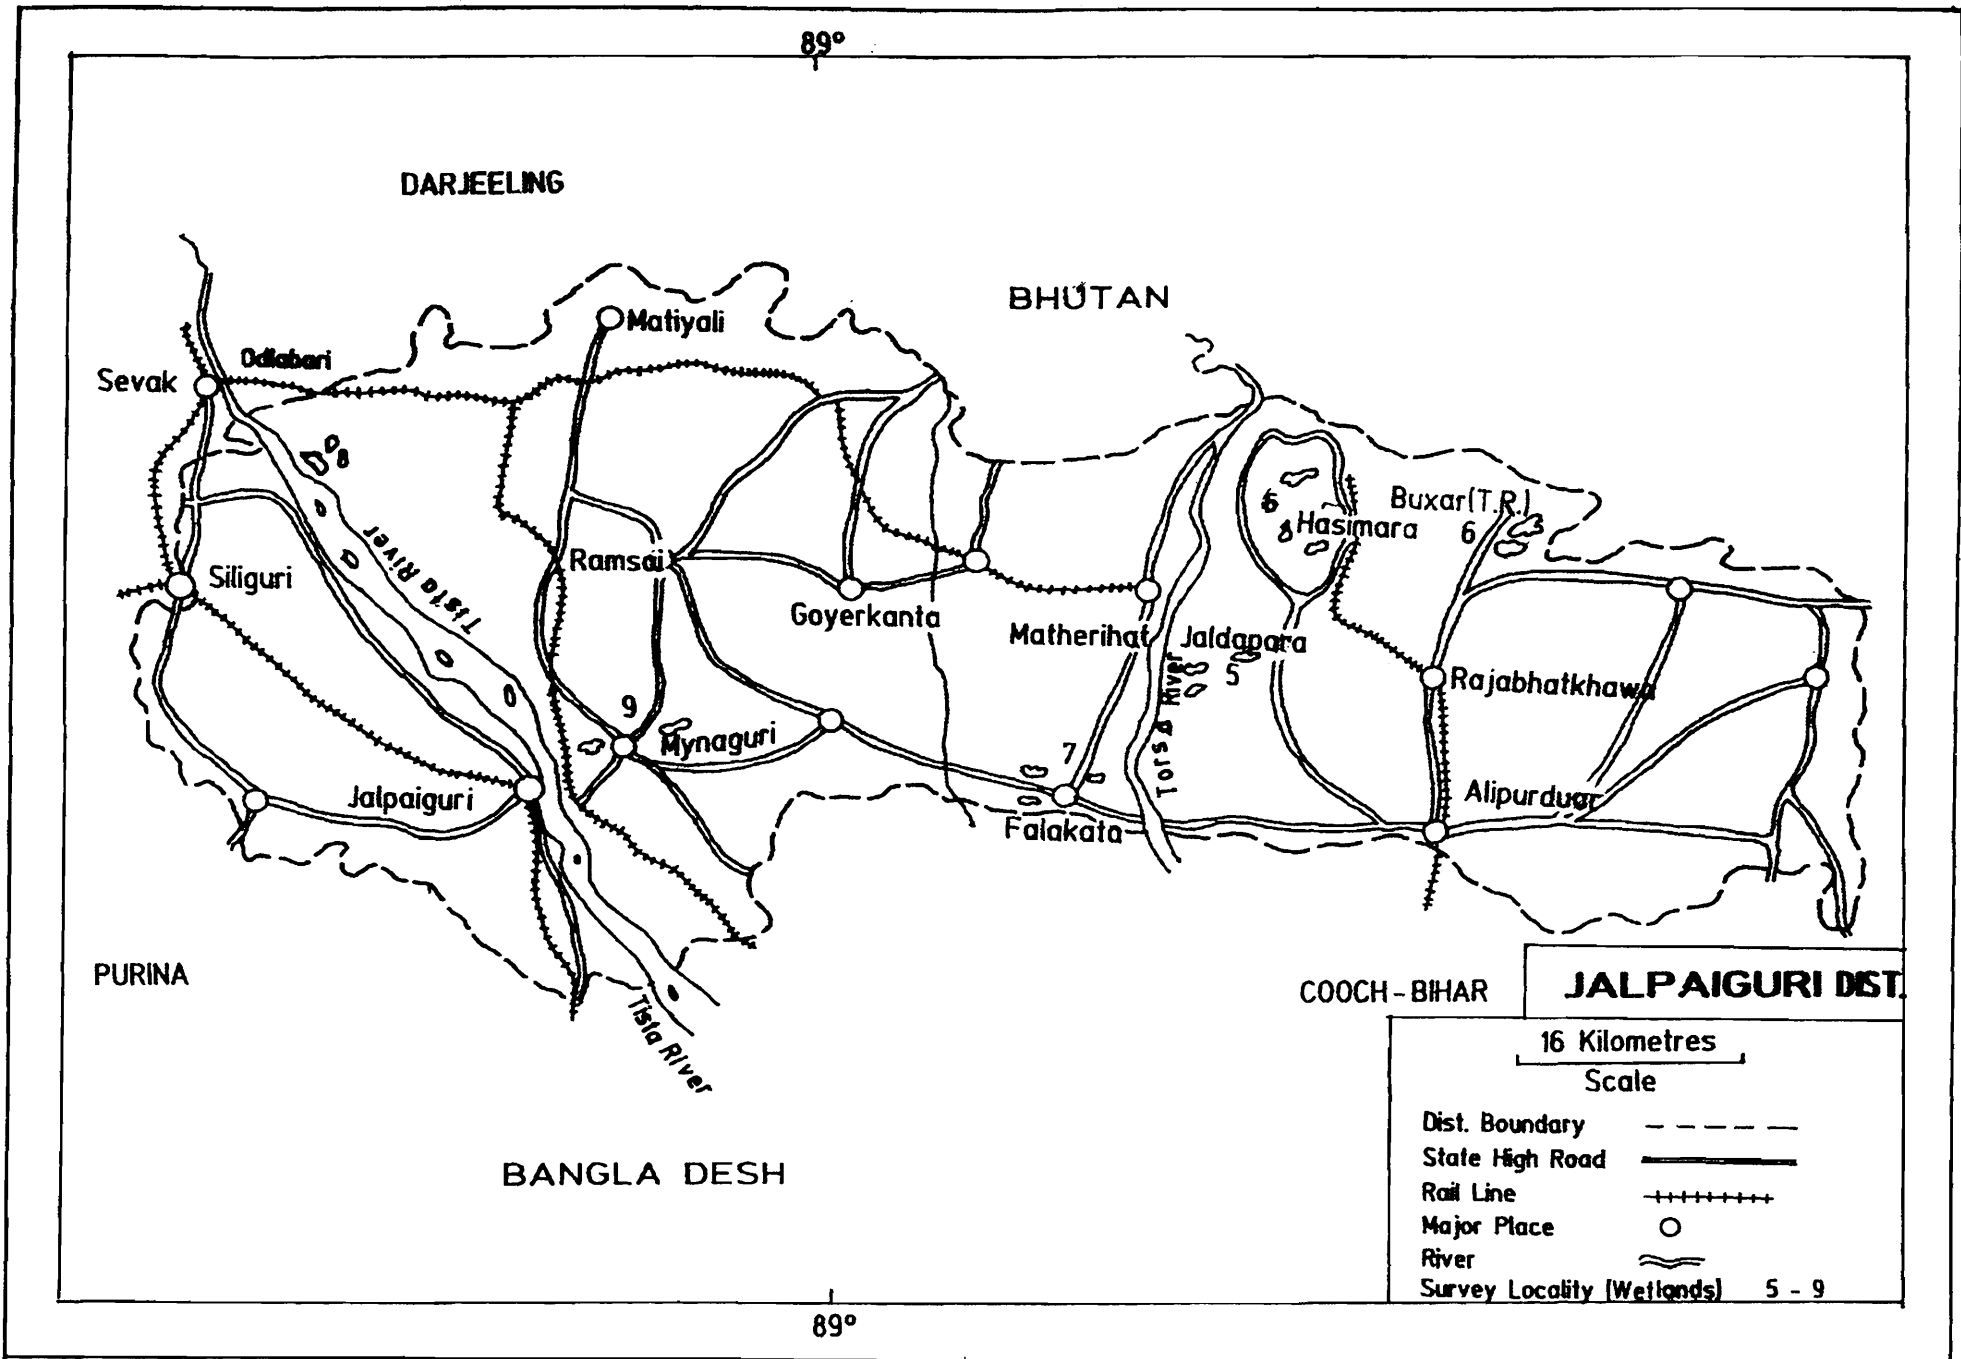 89°
DARJEELING
BHUTAN
Matiyali
Odlabari
Sevak
8
Tista River
Buxar (T.R.)
6
Hasimara
8
6
Ramsai
Siliguri
Goyerkanta
Matherihat
Jaldapara
5
Rajabhatkhawa
Torsa River
9
Mynaguri
7
Jalpaiguri
Alipurduar
Falakata
PURINA
COOCH-BIHAR
JALPAIGURI DIST.
Tista River
16 Kilometres
Scale
BANGLA DESH
Dist. Boundary
State High Road
Rail Line
Major Place
River
Survey Locality (Wetlands) 5 - 9
89°